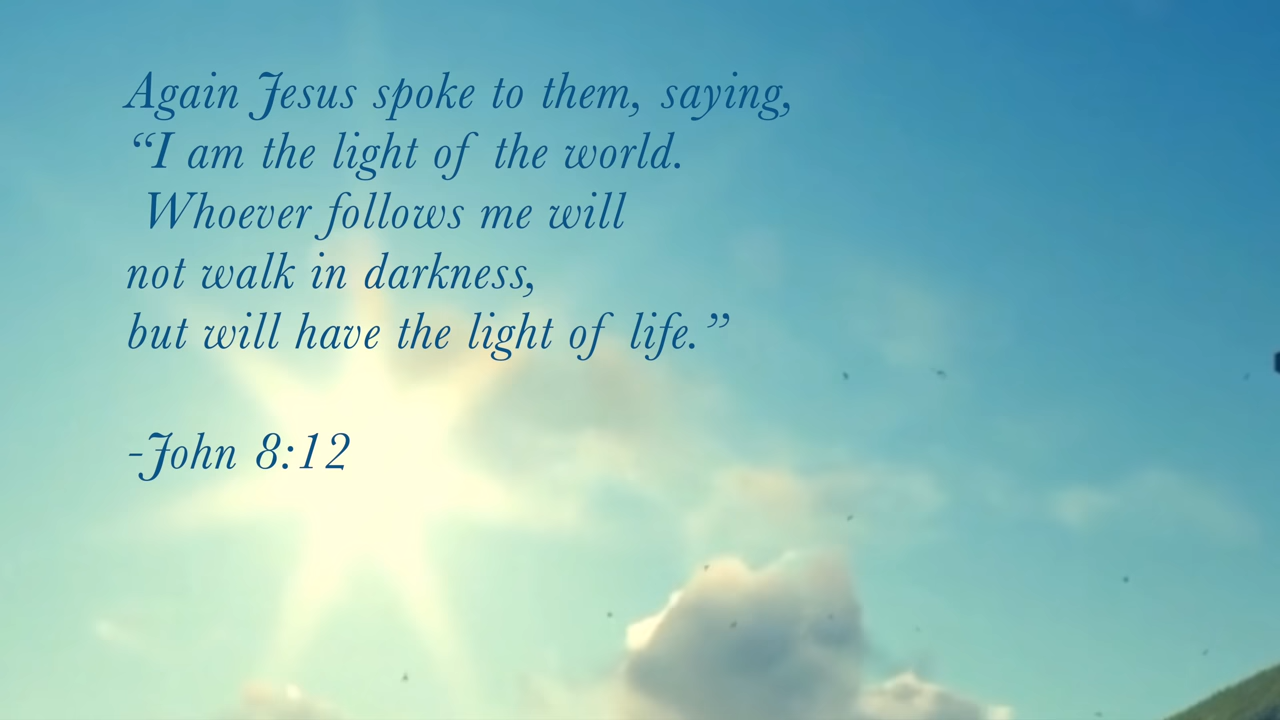 Again Jesus spoke to them, saying,
“I am the light of the world.
Whoever follows me will
not walk in darkness,
but will have the light of life.”
-John 8:12